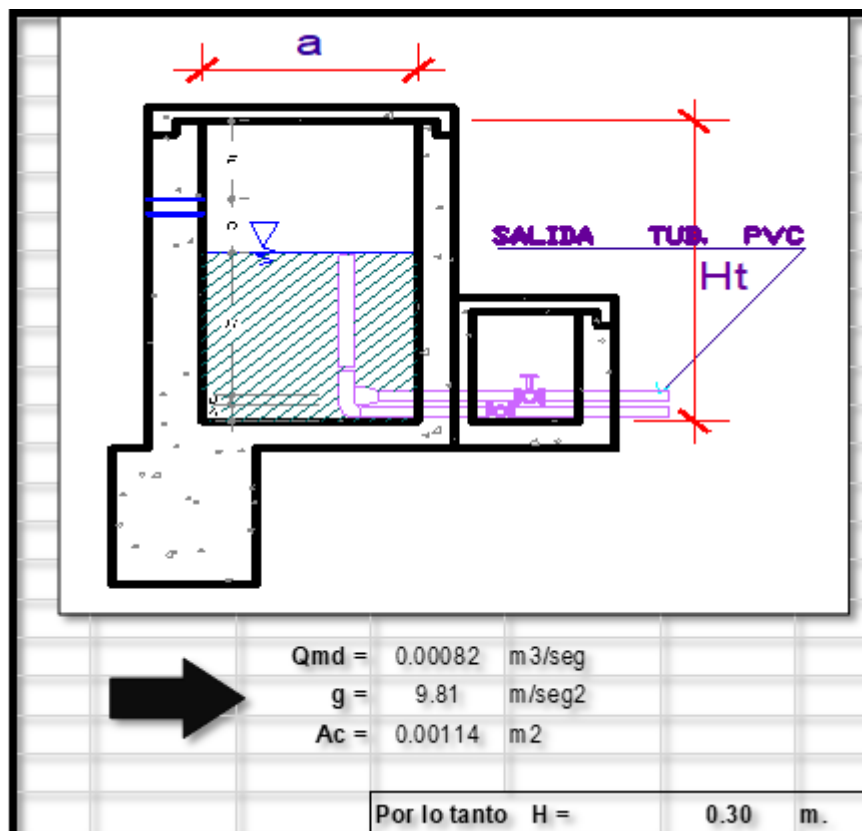 a
SALIDA TUB. PVC
Ht
Qmd = 0.00082 m3/seg
g = 9.81 m/seg2
Ac = 0.00114 m2
Por lo tanto H = 0.30 m.